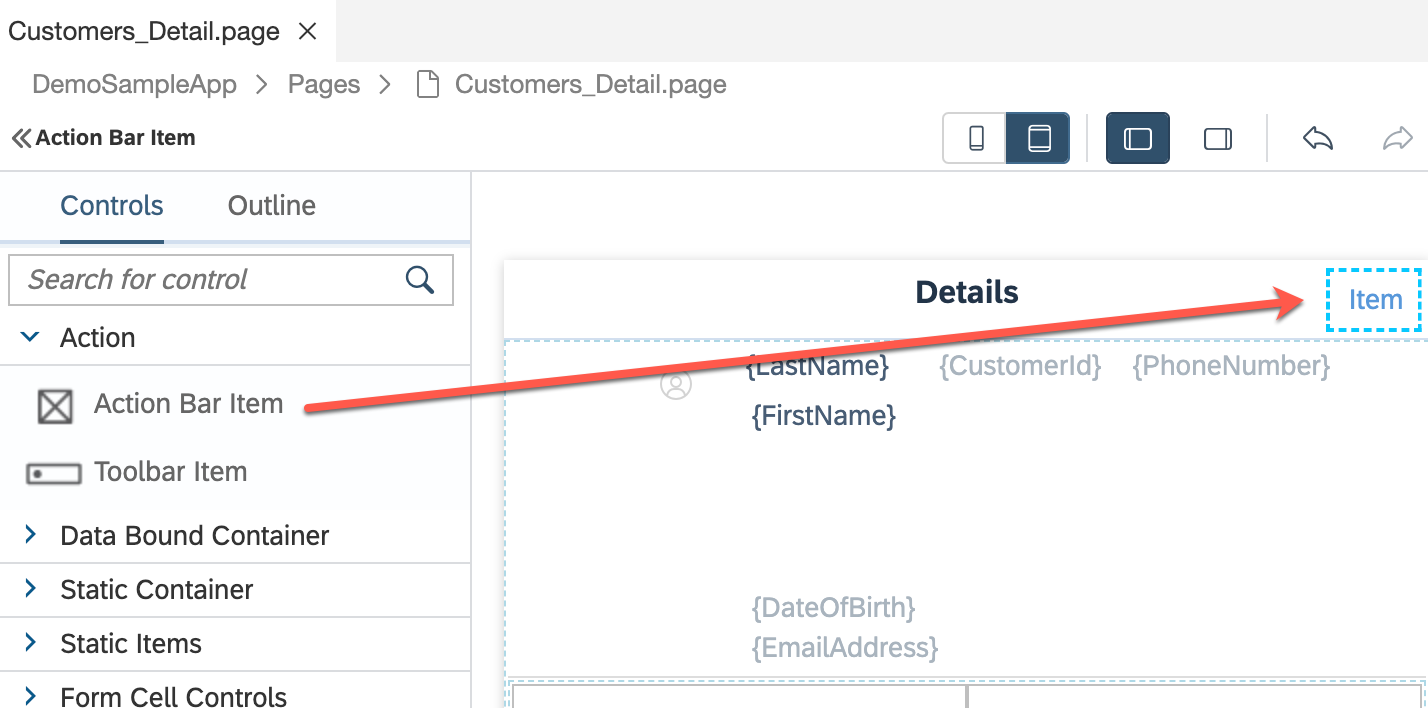 Customers_Detail.page
DemoSampleApp > Pages > Customers_Detail.page
Action Bar Item
Controls Outline
Search for control
Action
Action Bar Item
Toolbar Item
Data Bound Container
Static Container
Static Items
Form Cell Controls
Details Item
{LastName} {CustomerId} {PhoneNumber}
{FirstName}
{DateOfBirth}
{EmailAddress}